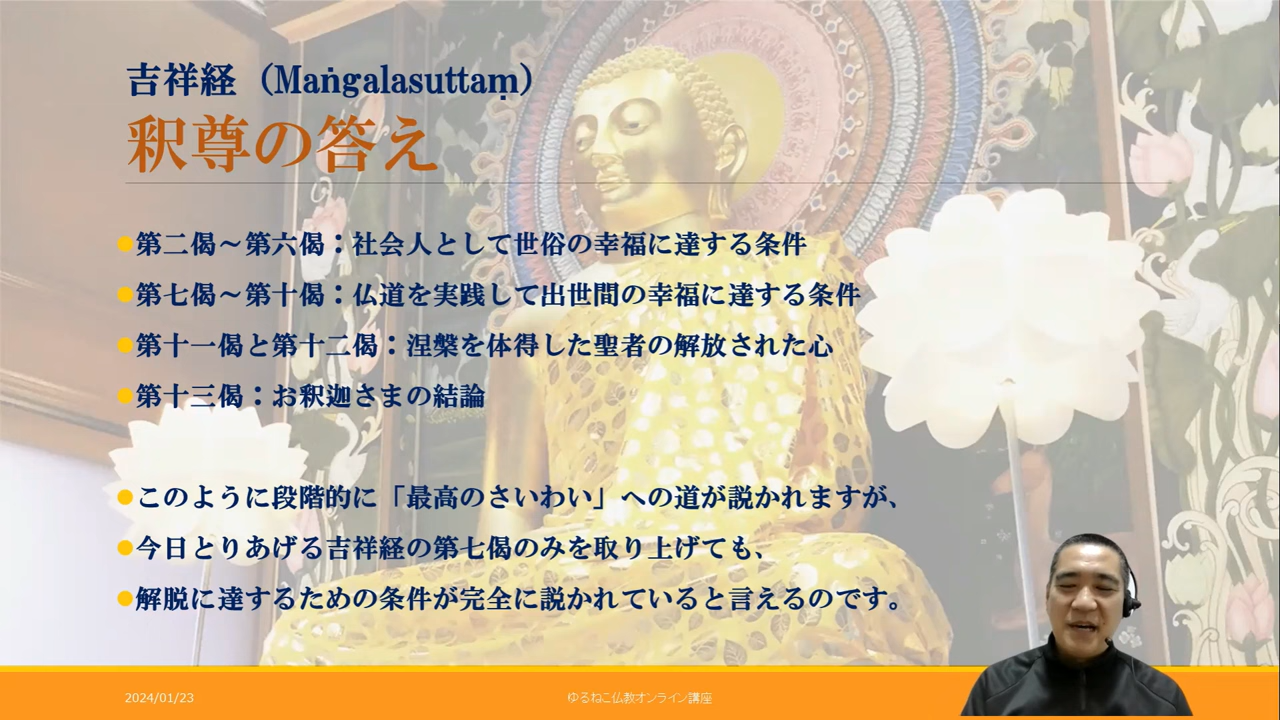 吉祥経（Maṅgalasuttaṃ）
釈尊の答え
第二偈～第六偈：社会人として世俗の幸福に達する条件
第七偈～第十偈：仏道を実践して出世間の幸福に達する条件
第十一偈と第十二偈：涅槃を体得した聖者の解放された心
第十三偈：お釈迦さまの結論
このように段階的に「最高のさいわい」への道が説かれますが、
今日とりあげる吉祥経の第七偈のみを取り上げても、
解脱に達するための条件が完全に説かれていると言えるのです。
2024/01/23
ゆるねこ仏教オンライン講座